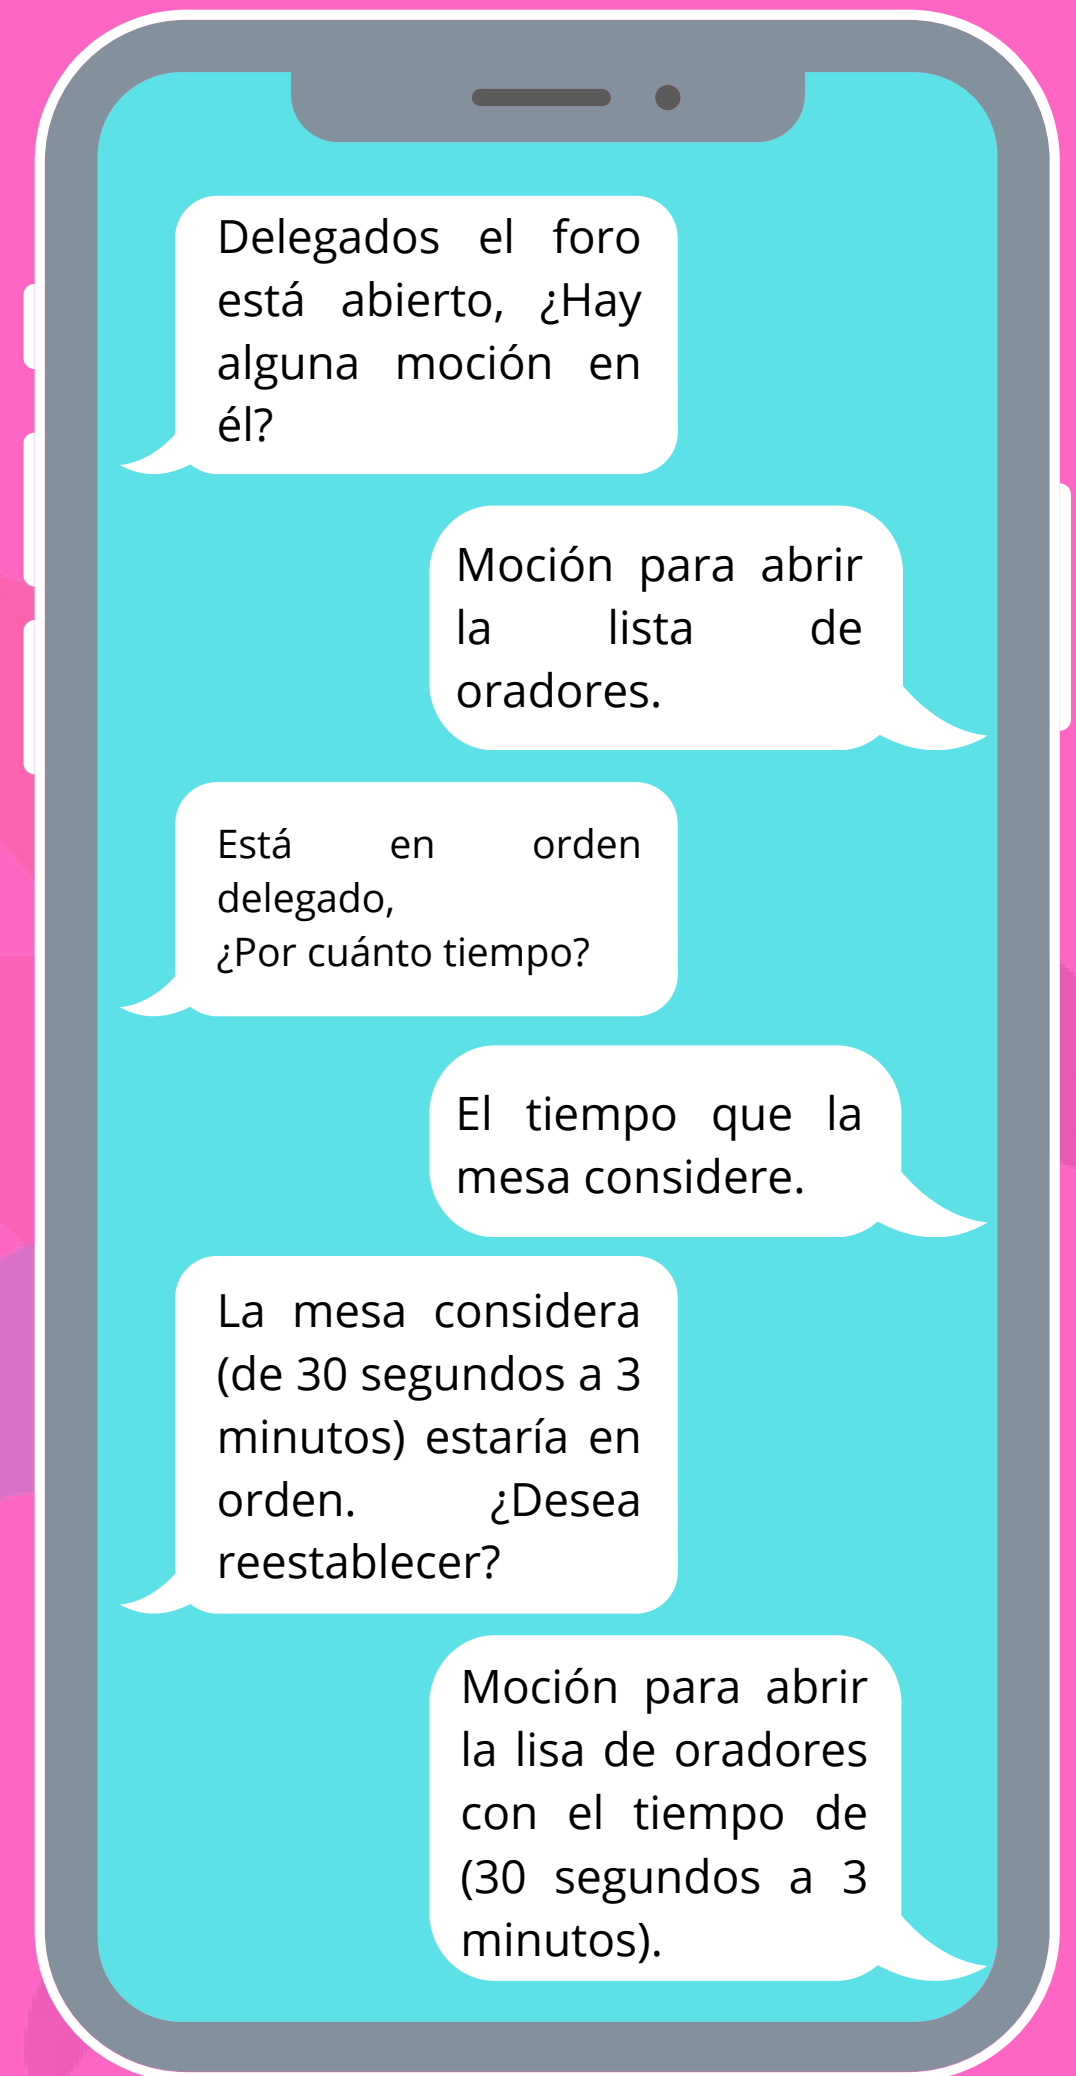 Delegados el foro
está abierto, ¿Hay
alguna moción en
él?
Moción para abrir
la lista de
oradores.
Está en orden
delegado,
¿Por cuánto tiempo?
El tiempo que la
mesa considere.
La mesa considera
(de 30 segundos a 3
minutos) estaría en
orden. ¿Desea
reestablecer?
Moción para abrir
la lisa de oradores
con el tiempo de
(30 segundos a 3
minutos).